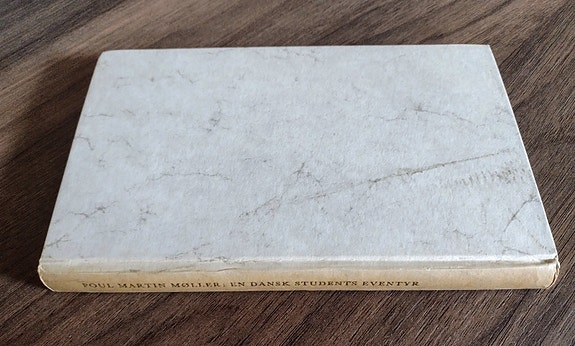 POUL MARTIN MØLLER: EN DANSK STUDENTS EVENTYR